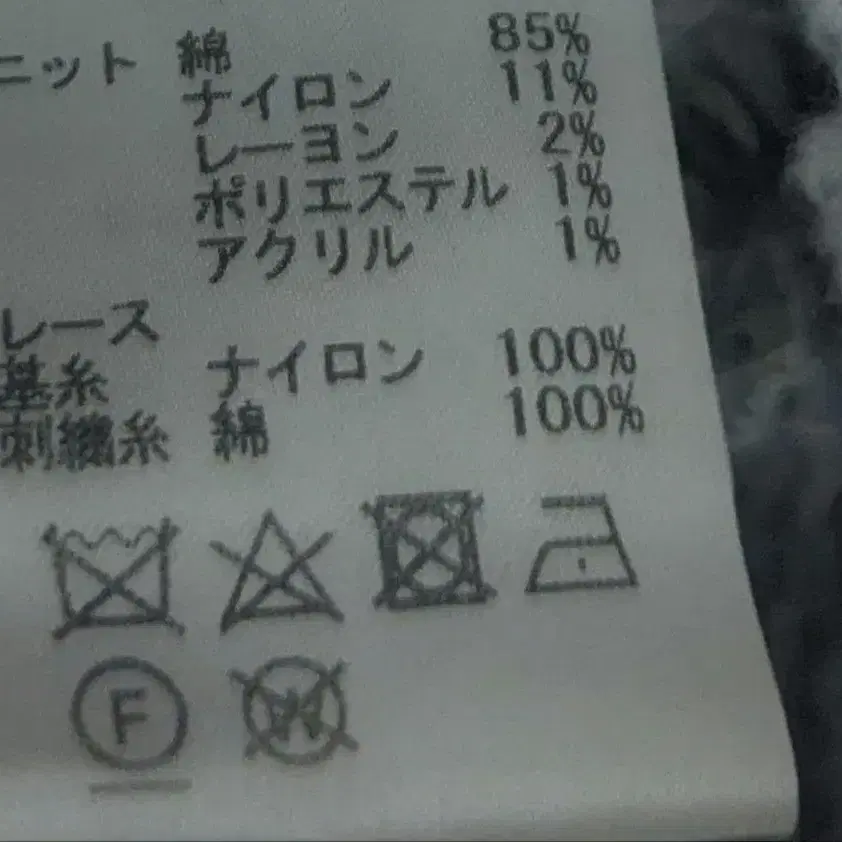 ニット 綿 85%
ナイロン 11%
レーヨン 2%
ポリエステル 1%
アクリル 1%
レース
基糸 ナイロン 100%
刺繍糸 綿 100%
F W